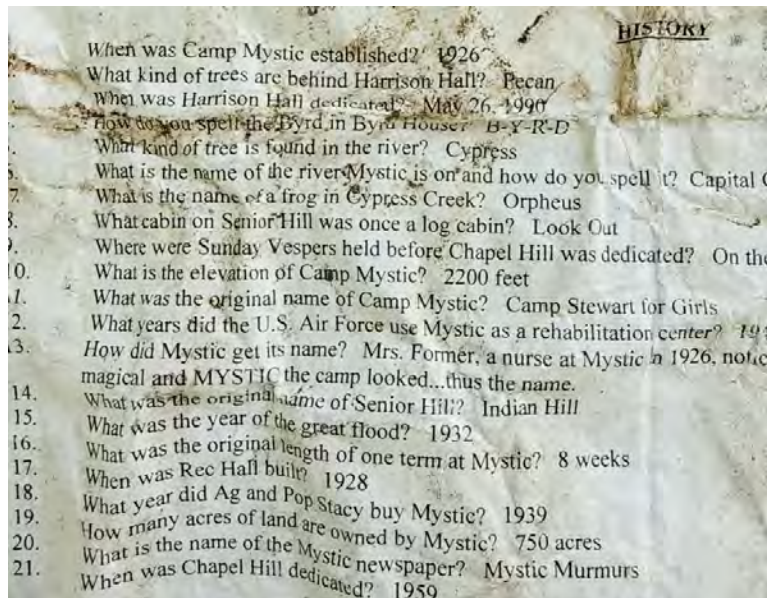 HISTORY
When was Camp Mystic established? 1926
What kind of trees are behind Harrison Hall? Pecan
When was Harrison Hall dedicated? May 26, 1990
How do you spell the Byrd in Byrd House? B-Y-R-D
What kind of tree is found in the river? Cypress
What is the name of the river Mystic is on and how do you spell it? Capital
7. What is the name of a frog in Cypress Creek? Orpheus
8. What cabin on Senior Hill was once a log cabin? Look Out
9. Where were Sunday Vespers held before Chapel Hill was dedicated? On the
10. What is the elevation of Camp Mystic? 2200 feet
1. What was the original name of Camp Mystic? Camp Stewart for Girls
2. What years did the U.S. Air Force use Mystic as a rehabilitation center?
3. How did Mystic get its name? Mrs. Former, a nurse at Mystic n 1926,
magical and MYSTIC the camp looked...thus the name.
14. What was the original name of Senior Hill? Indian Hill
15. What was the year of the great flood? 1932
16. What was the original length of one term at Mystic? 8 weeks
17. When was Rec Hall built? 1928
18. What year did Ag and Pop Stacy buy Mystic? 1939
19. How many acres of land are owned by Mystic? 750 acres
20. What is the name of the Mystic newspaper? Mystic Murmurs
21. When was Chapel Hill dedicated? 1959